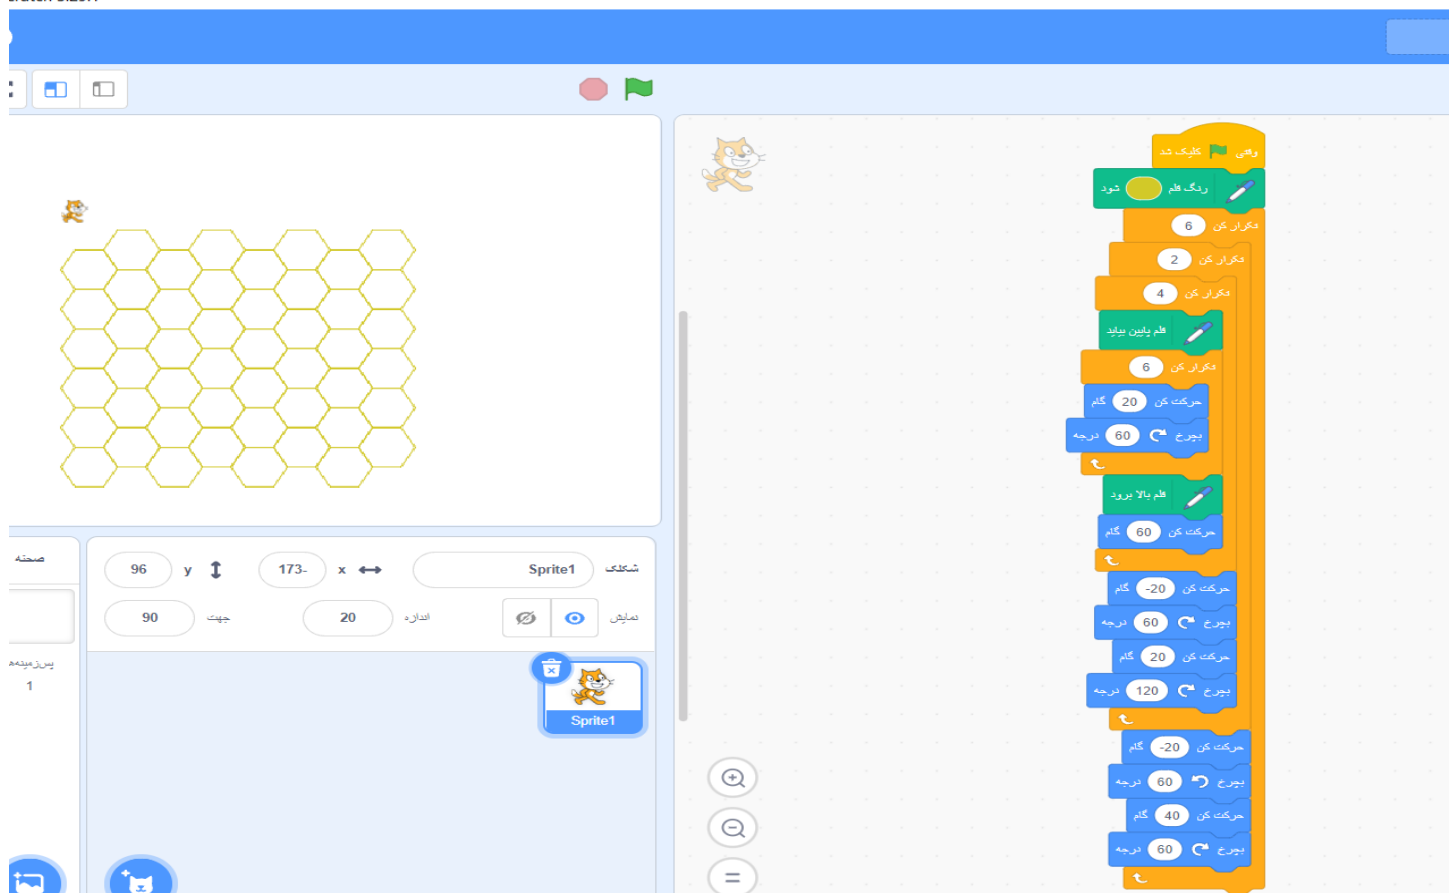 وقتی کلیک شد
رنگ قلم شود
تکرار کن 6
تکرار کن 2
تکرار کن 4
قلم پایین بیاید
تکرار کن 6
حرکت کن 20 گام
بچرخ 60 درجه
قلم بالا برود
حرکت کن 60 گام
حرکت کن -20 گام
بچرخ 60 درجه
حرکت کن 20 گام
بچرخ 120 درجه
حرکت کن -20 گام
بچرخ 60 درجه
حرکت کن 40 گام
بچرخ 60 درجه
شکلک Sprite1 x 173- y 96
نمایش اندازه 20 جهت 90
Sprite1
صحنه
پس‌زمینه‌ها
1